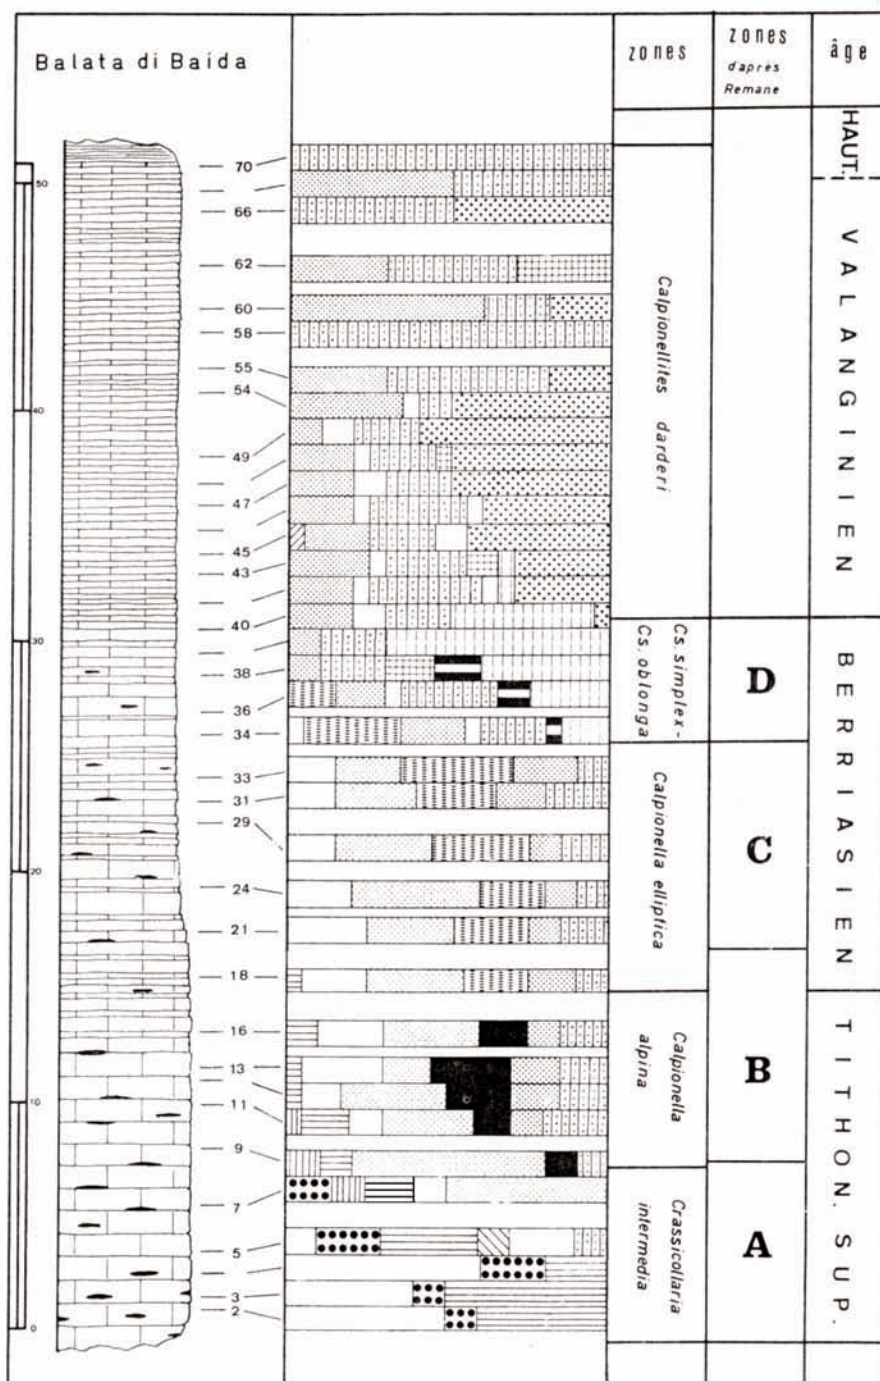 Balata di Baida
zones
zones
d'après
Remane
âge
HAUT.
VALANGINIEN
BERRIASIEN
TITHON. SUP.
Calpionellites darderi
Cs. simplex-
Cs. oblonga
Calpionella elliptica
Calpionella
alpina
Crassicollaria
intermedia
D
C
B
A
50
40
30
20
10
0
70
66
62
60
58
55
54
49
47
45
43
40
38
36
34
33
31
29
24
21
18
16
13
11
9
7
5
3
2